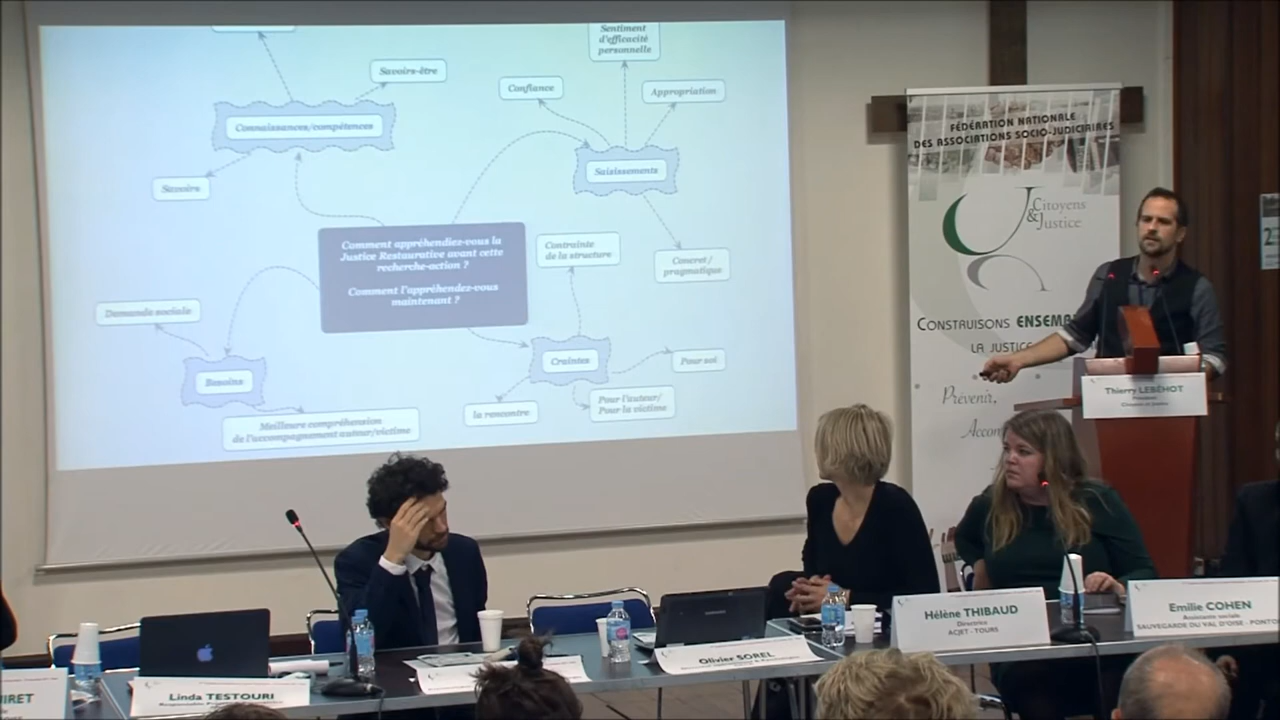 Sentiment
d'efficacité
personnelle
Savoirs-être
Confiance
Appropriation
Connaissances/compétences
Saisissements
Savoirs
Comment appréhendiez-vous la
Justice Restaurative avant cette
recherche-action ?
Comment l'appréhendez-vous
maintenant ?
Contrainte
de la structure
Concret /
pragmatique
Demande sociale
Besoins
Craintes
Pour soi
Meilleure compréhension
de l'accompagnement auteur/victime
la rencontre
Pour l'auteur/
Pour la victime
FÉDÉRATION NATIONALE
DES ASSOCIATIONS SOCIO-JUDICIAIRES
Citoyens
& Justice
CONSTRUISONS ENSEM
LA JUSTICE
Prévenir,
Accom
Thierry LEBÉHOT
Président
Citoyens et Justice
Linda TESTOURI
Olivier SOREL
Hélène THIBAUD
Directrice
ACJET - TOURS
Emilie COHEN
Assistante sociale
SAUVEGARDE DU VAL D'OISE - PONTO